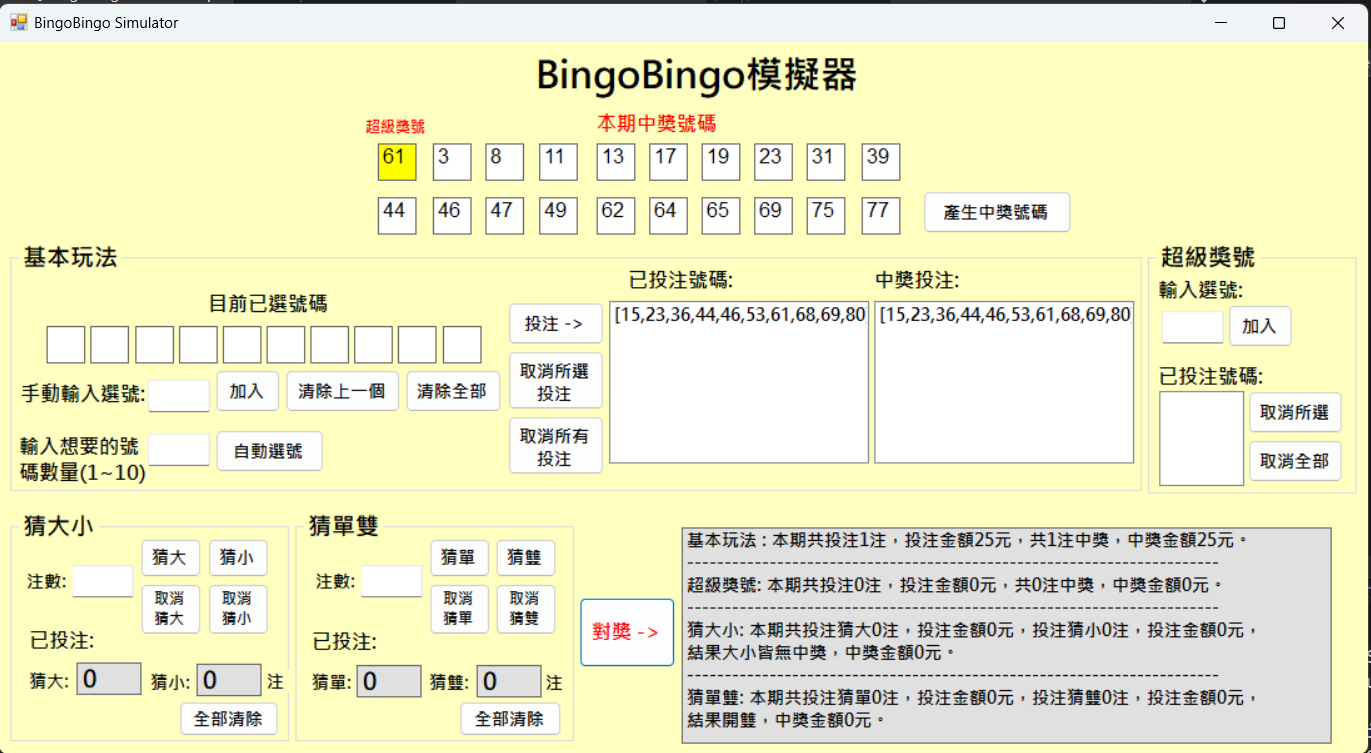 BingoBingo Simulator
BingoBingo模擬器
超級獎號
本期中獎號碼
61 3 8 11 13 17 19 23 31 39
44 46 47 49 62 64 65 69 75 77
產生中獎號碼
基本玩法
目前已選號碼
手動輸入選號:
加入
清除上一個
清除全部
輸入想要的號
碼數量(1~10)
自動選號
投注 ->
取消所選
投注
取消所有
投注
已投注號碼:
[15,23,36,44,46,53,61,68,69,80
中獎投注:
[15,23,36,44,46,53,61,68,69,80
超級獎號
輸入選號:
加入
已投注號碼:
取消所選
取消全部
猜大小
注數:
猜大
猜小
取消
猜大
取消
猜小
已投注:
猜大: 0 猜小: 0 注
全部清除
猜單雙
注數:
猜單
猜雙
取消
猜單
取消
猜雙
已投注:
猜單: 0 猜雙: 0 注
全部清除
對獎 ->
基本玩法 : 本期共投注1注，投注金額25元，共1注中獎，中獎金額25元。
--------------------------------------------------------------------------------
超級獎號: 本期共投注0注，投注金額0元，共0注中獎，中獎金額0元。
--------------------------------------------------------------------------------
猜大小: 本期共投注猜大0注，投注金額0元，投注猜小0注，投注金額0元，
結果大小皆無中獎，中獎金額0元。
--------------------------------------------------------------------------------
猜單雙: 本期共投注猜單0注，投注金額0元，投注猜雙0注，投注金額0元，
結果開雙，中獎金額0元。